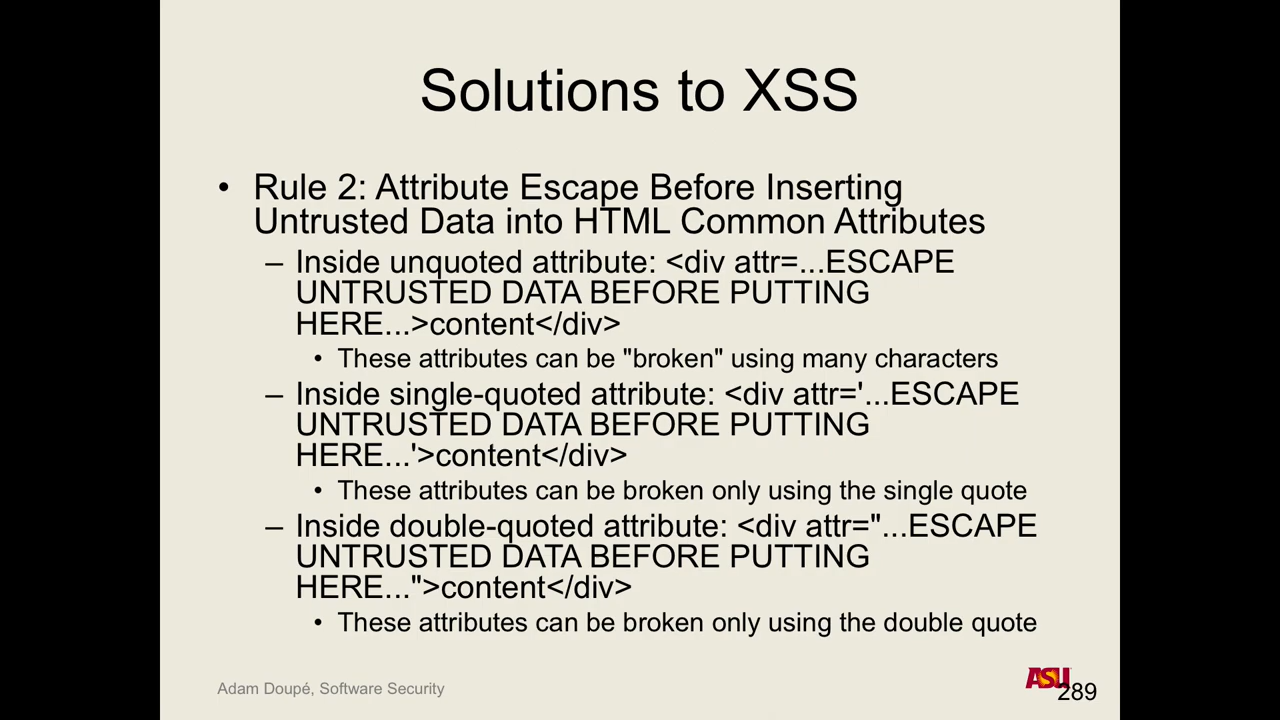 Solutions to XSS
• Rule 2: Attribute Escape Before Inserting
Untrusted Data into HTML Common Attributes
– Inside unquoted attribute: <div attr=...ESCAPE
UNTRUSTED DATA BEFORE PUTTING
HERE...>content</div>
• These attributes can be "broken" using many characters
– Inside single-quoted attribute: <div attr='...ESCAPE
UNTRUSTED DATA BEFORE PUTTING
HERE...'>content</div>
• These attributes can be broken only using the single quote
– Inside double-quoted attribute: <div attr="...ESCAPE
UNTRUSTED DATA BEFORE PUTTING
HERE...">content</div>
• These attributes can be broken only using the double quote
Adam Doupé, Software Security
ASU
289